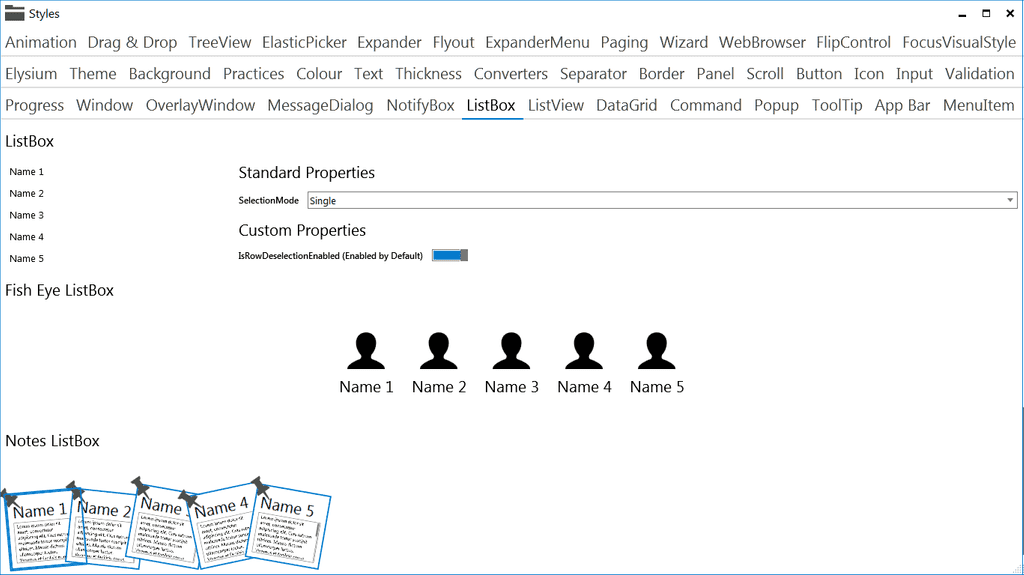 Styles
Animation Drag & Drop TreeView ElasticPicker Expander Flyout ExpanderMenu Paging Wizard WebBrowser FlipControl FocusVisualStyle
Elysium Theme Background Practices Colour Text Thickness Converters Separator Border Panel Scroll Button Icon Input Validation
Progress Window OverlayWindow MessageDialog NotifyBox ListBox ListView DataGrid Command Popup ToolTip App Bar MenuItem
ListBox
Name 1
Name 2
Name 3
Name 4
Name 5
Standard Properties
SelectionMode Single
Custom Properties
IsRowDeselectionEnabled (Enabled by Default)
Fish Eye ListBox
Name 1 Name 2 Name 3 Name 4 Name 5
Notes ListBox
Name 1 Name 2 Name Name 4 Name 5